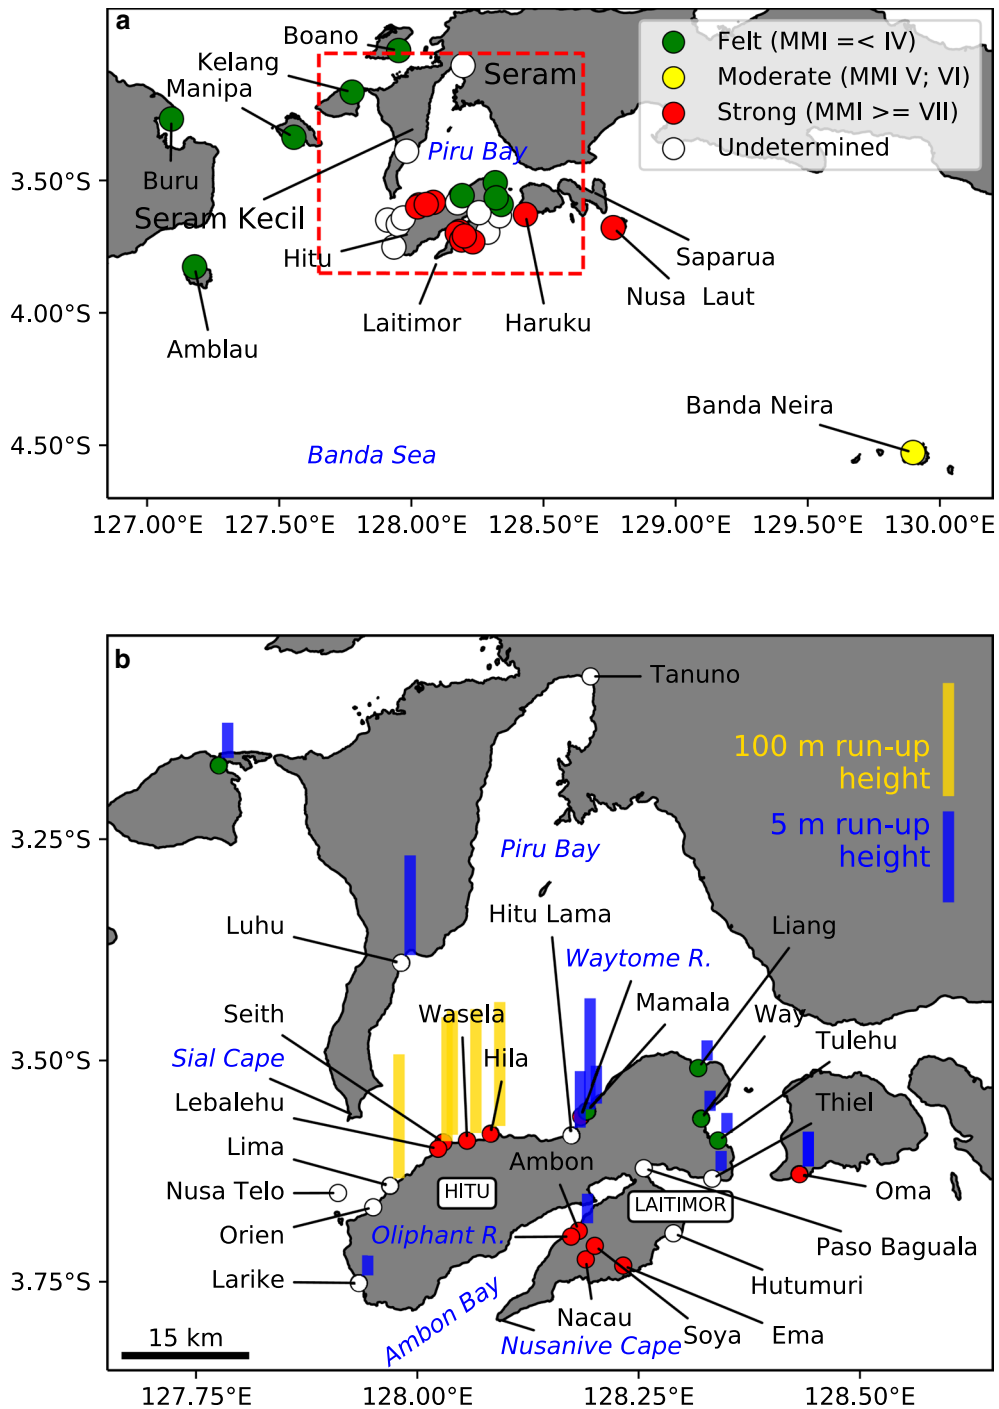 a
Boano
Kelang
Manipa
Seram
Felt (MMI =< IV)
Moderate (MMI V; VI)
Strong (MMI >= VII)
Undetermined
Piru Bay
3.50°S
Buru
Seram Kecil
Hitu
Saparua
Nusa Laut
4.00°S
Laitimor
Haruku
Amblau
Banda Neira
4.50°S
Banda Sea
127.00°E
127.50°E
128.00°E
128.50°E
129.00°E
129.50°E
130.00°E
b
Tanuno
100 m run-up
height
5 m run-up
height
3.25°S
Piru Bay
Hitu Lama
Luhu
Liang
Waytome R.
Mamala
Seith
Wasela
Way
Tulehu
3.50°S
Sial Cape
Hila
Lebalehu
Thiel
Lima
Ambon
Nusa Telo
HITU
LAITIMOR
Oma
Orien
Oliphant R.
Paso Baguala
3.75°S
Larike
Hutumuri
Ambon Bay
Nacau
Soya
Ema
Nusanive Cape
15 km
127.75°E
128.00°E
128.25°E
128.50°E